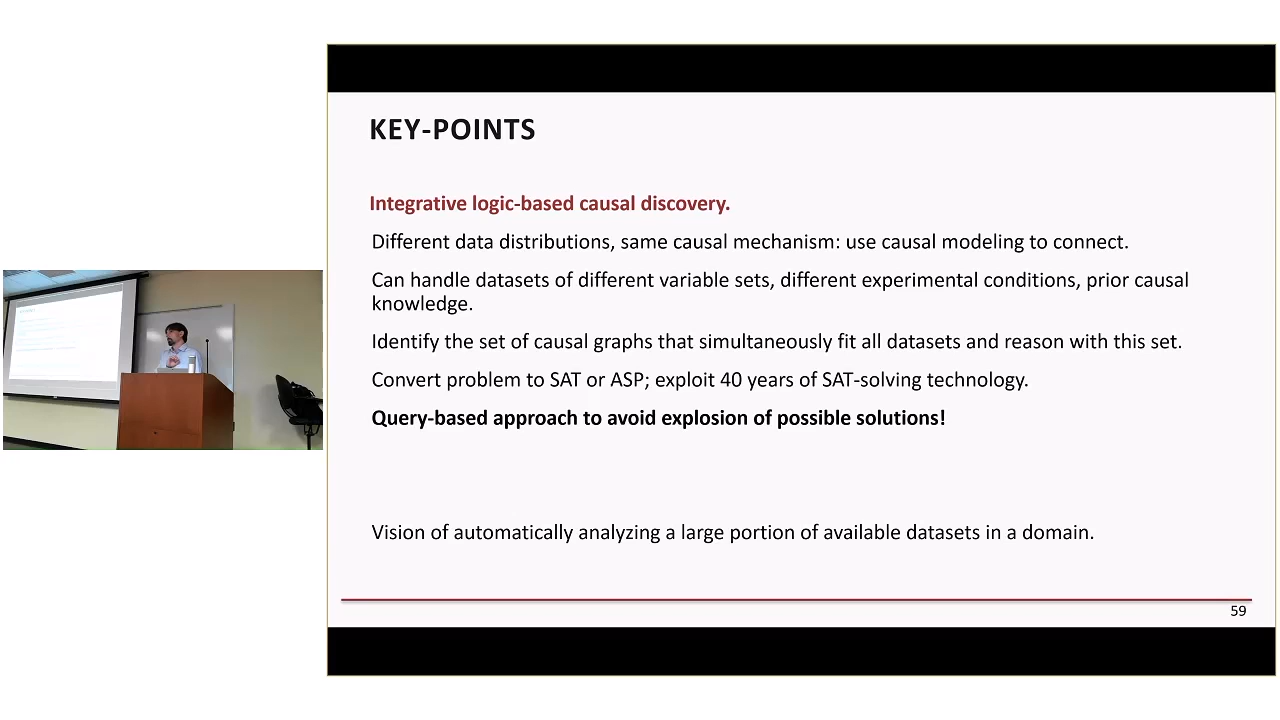 KEY-POINTS
Integrative logic-based causal discovery.
Different data distributions, same causal mechanism: use causal modeling to connect.
Can handle datasets of different variable sets, different experimental conditions, prior causal
knowledge.
Identify the set of causal graphs that simultaneously fit all datasets and reason with this set.
Convert problem to SAT or ASP; exploit 40 years of SAT-solving technology.
Query-based approach to avoid explosion of possible solutions!
Vision of automatically analyzing a large portion of available datasets in a domain.
59